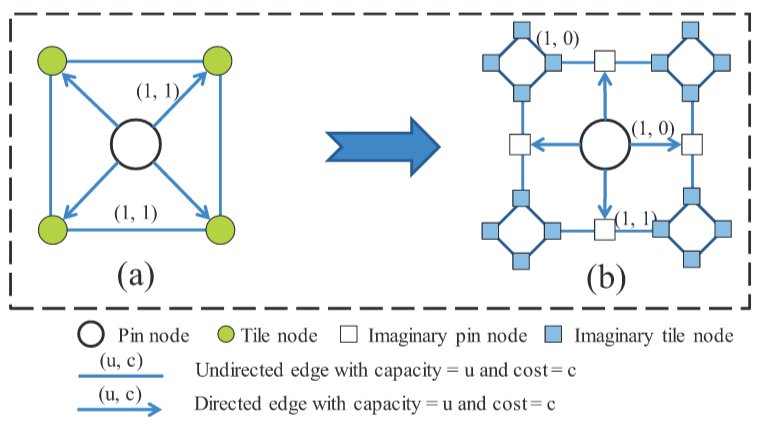 (1, 0)
(1, 1)
(1, 0)
(1, 1)
(1, 1)
(a)
(b)
Pin node Tile node Imaginary pin node Imaginary tile node
(u, c) Undirected edge with capacity = u and cost = c
(u, c) Directed edge with capacity = u and cost = c